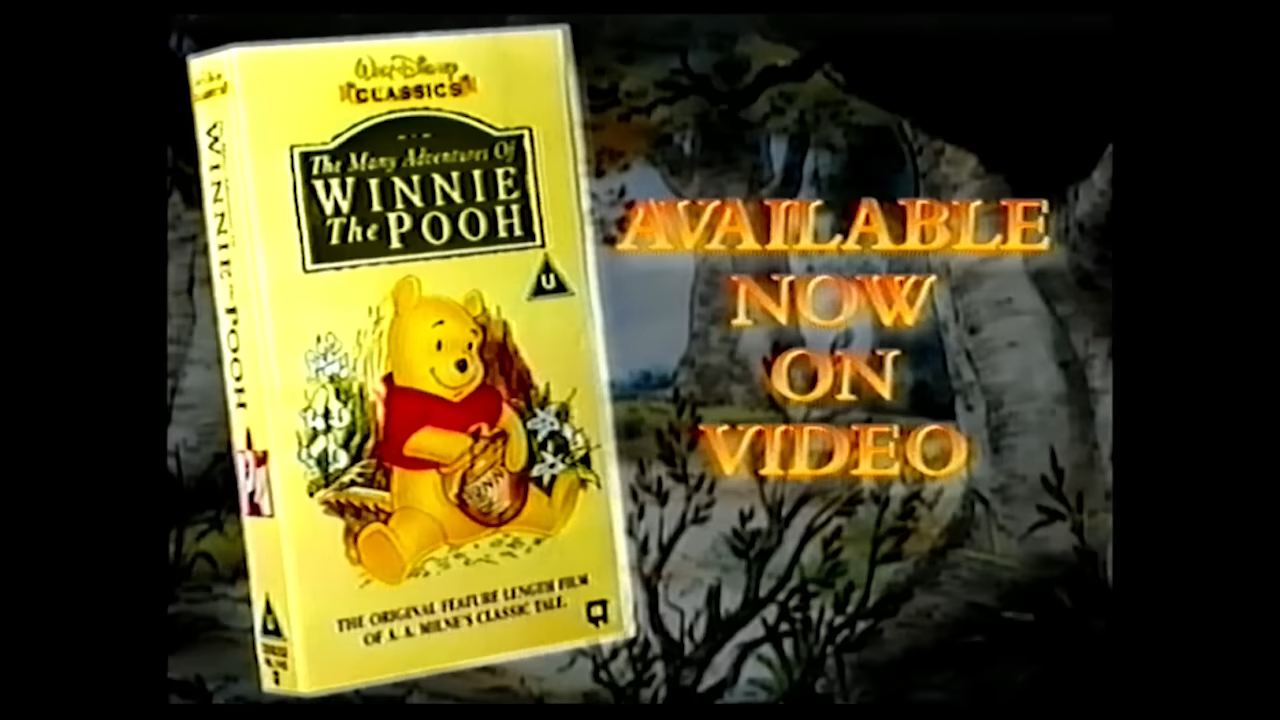 Walt Disney
CLASSICS
The Many Adventures Of
WINNIE
The POOH
U
THE ORIGINAL FEATURE LENGTH FILM
OF A. A. MILNE'S CLASSIC TALE.
WINNIE THE POOH
AVAILABLE
NOW
ON
VIDEO